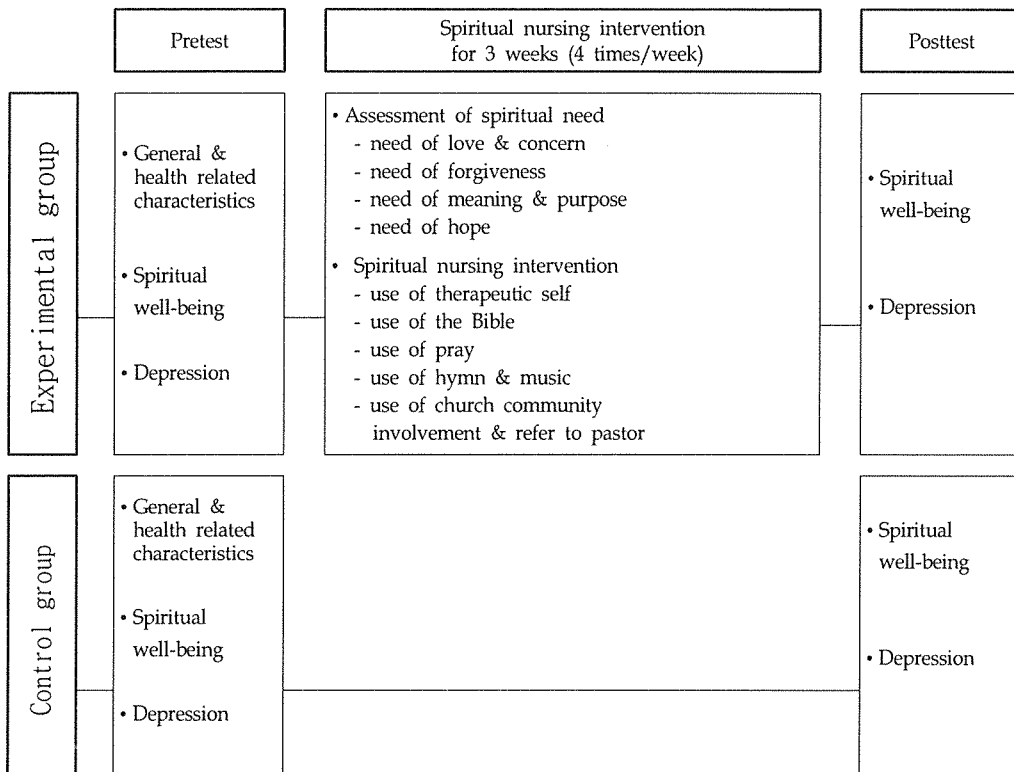 Pretest
Spiritual nursing intervention
for 3 weeks (4 times/week)
Posttest
Experimental group
• General &
health related
characteristics
• Spiritual
well-being
• Depression
• Assessment of spiritual need
- need of love & concern
- need of forgiveness
- need of meaning & purpose
- need of hope
• Spiritual nursing intervention
- use of therapeutic self
- use of the Bible
- use of pray
- use of hymn & music
- use of church community
involvement & refer to pastor
• Spiritual
well-being
• Depression
Control group
• General &
health related
characteristics
• Spiritual
well-being
• Depression
• Spiritual
well-being
• Depression